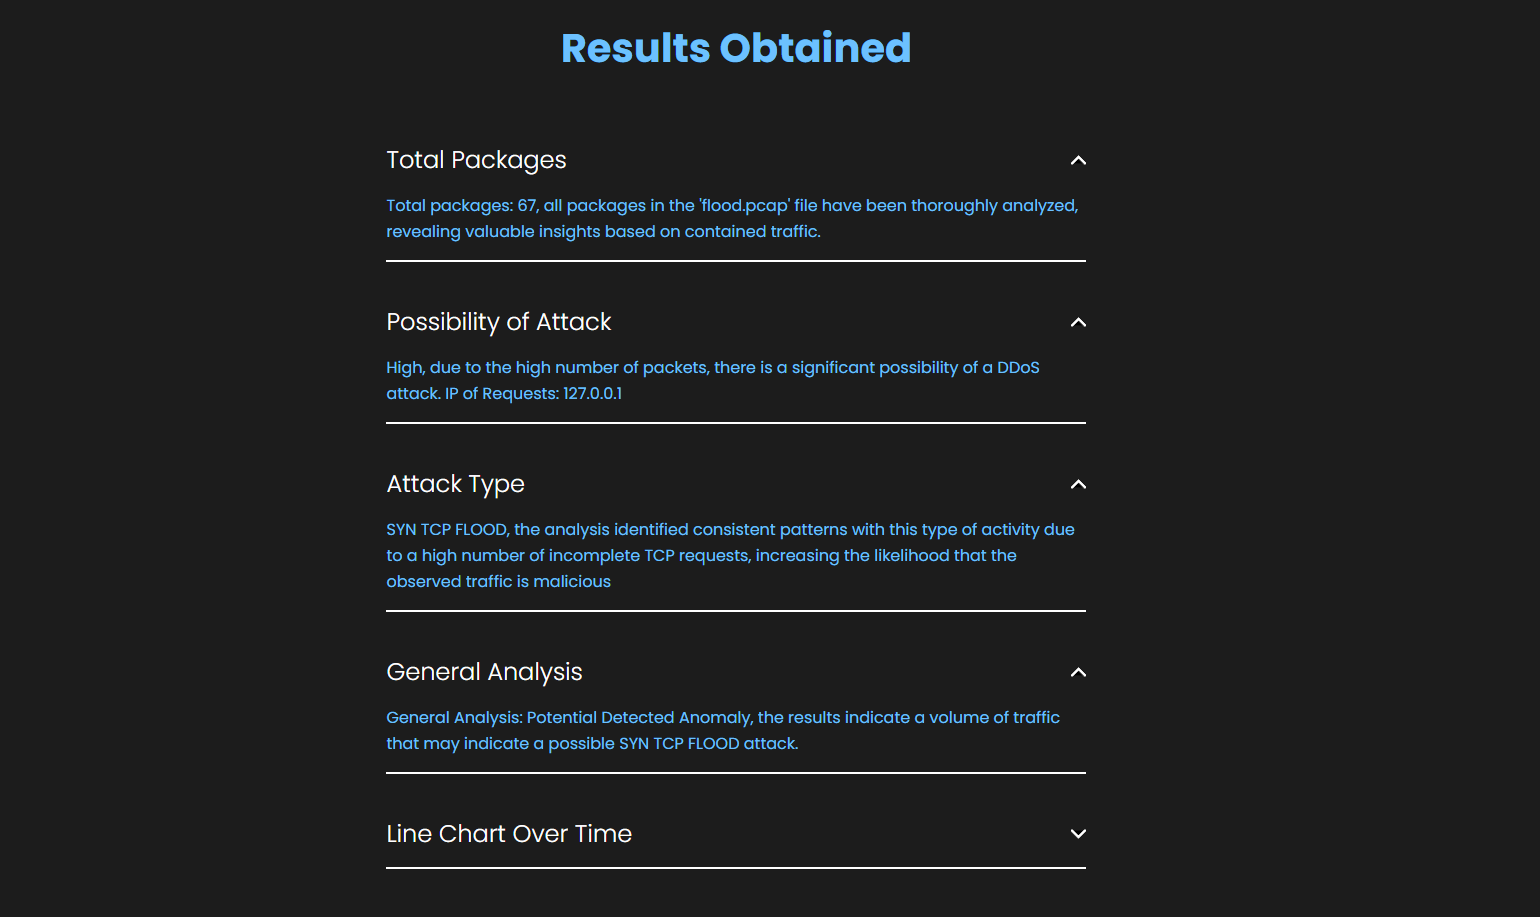 Results Obtained
Total Packages
Total packages: 67, all packages in the 'flood.pcap' file have been thoroughly analyzed,
revealing valuable insights based on contained traffic.
Possibility of Attack
High, due to the high number of packets, there is a significant possibility of a DDoS
attack. IP of Requests: 127.0.0.1
Attack Type
SYN TCP FLOOD, the analysis identified consistent patterns with this type of activity due
to a high number of incomplete TCP requests, increasing the likelihood that the
observed traffic is malicious
General Analysis
General Analysis: Potential Detected Anomaly, the results indicate a volume of traffic
that may indicate a possible SYN TCP FLOOD attack.
Line Chart Over Time